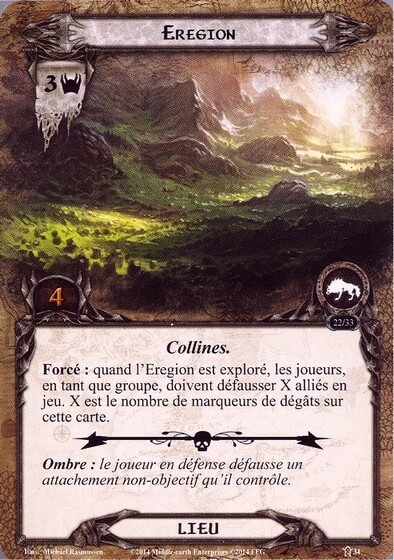 EREGION
3
4
22/33
Collines.
Forcé : quand l'Eregion est exploré, les joueurs,
en tant que groupe, doivent défausser X alliés en
jeu. X est le nombre de marqueurs de dégâts sur
cette carte.
Ombre : le joueur en défense défausse un
attachement non-objectif qu'il contrôle.
LIEU
Illus. Michael Rasmussen
©2014 Middle-earth Enterprises ©2014 FFG
34